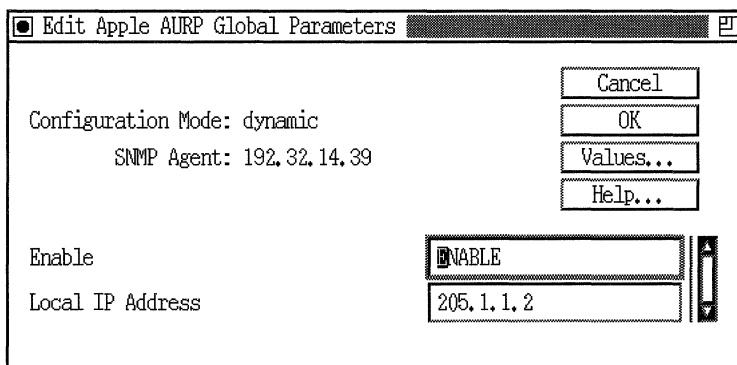 Edit Apple AURP Global Parameters
Cancel
Configuration Mode: dynamic
OK
SNMP Agent: 192.32.14.39
Values...
Help...
Enable
ENABLE
Local IP Address
205.1.1.2